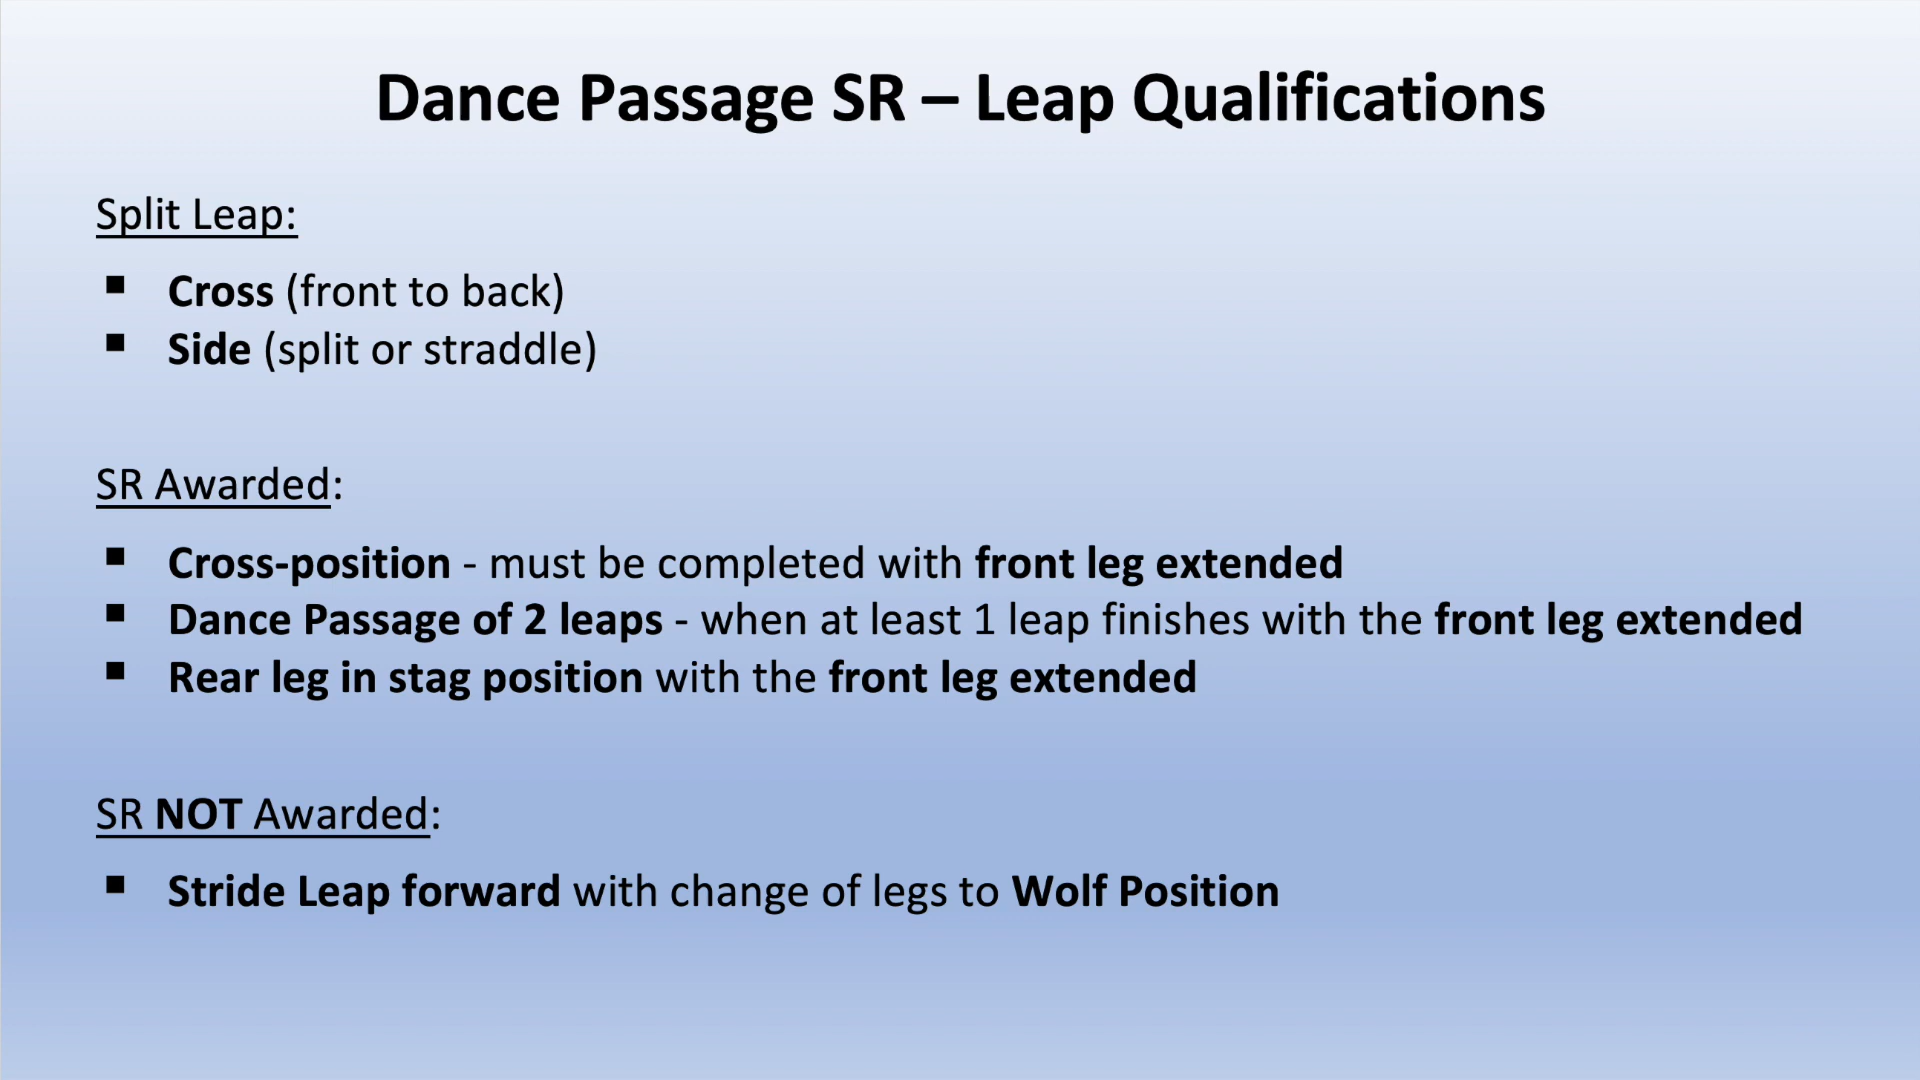 Dance Passage SR – Leap Qualifications
Split Leap:
▪ Cross (front to back)
▪ Side (split or straddle)
SR Awarded:
▪ Cross-position - must be completed with front leg extended
▪ Dance Passage of 2 leaps - when at least 1 leap finishes with the front leg extended
▪ Rear leg in stag position with the front leg extended
SR NOT Awarded:
▪ Stride Leap forward with change of legs to Wolf Position